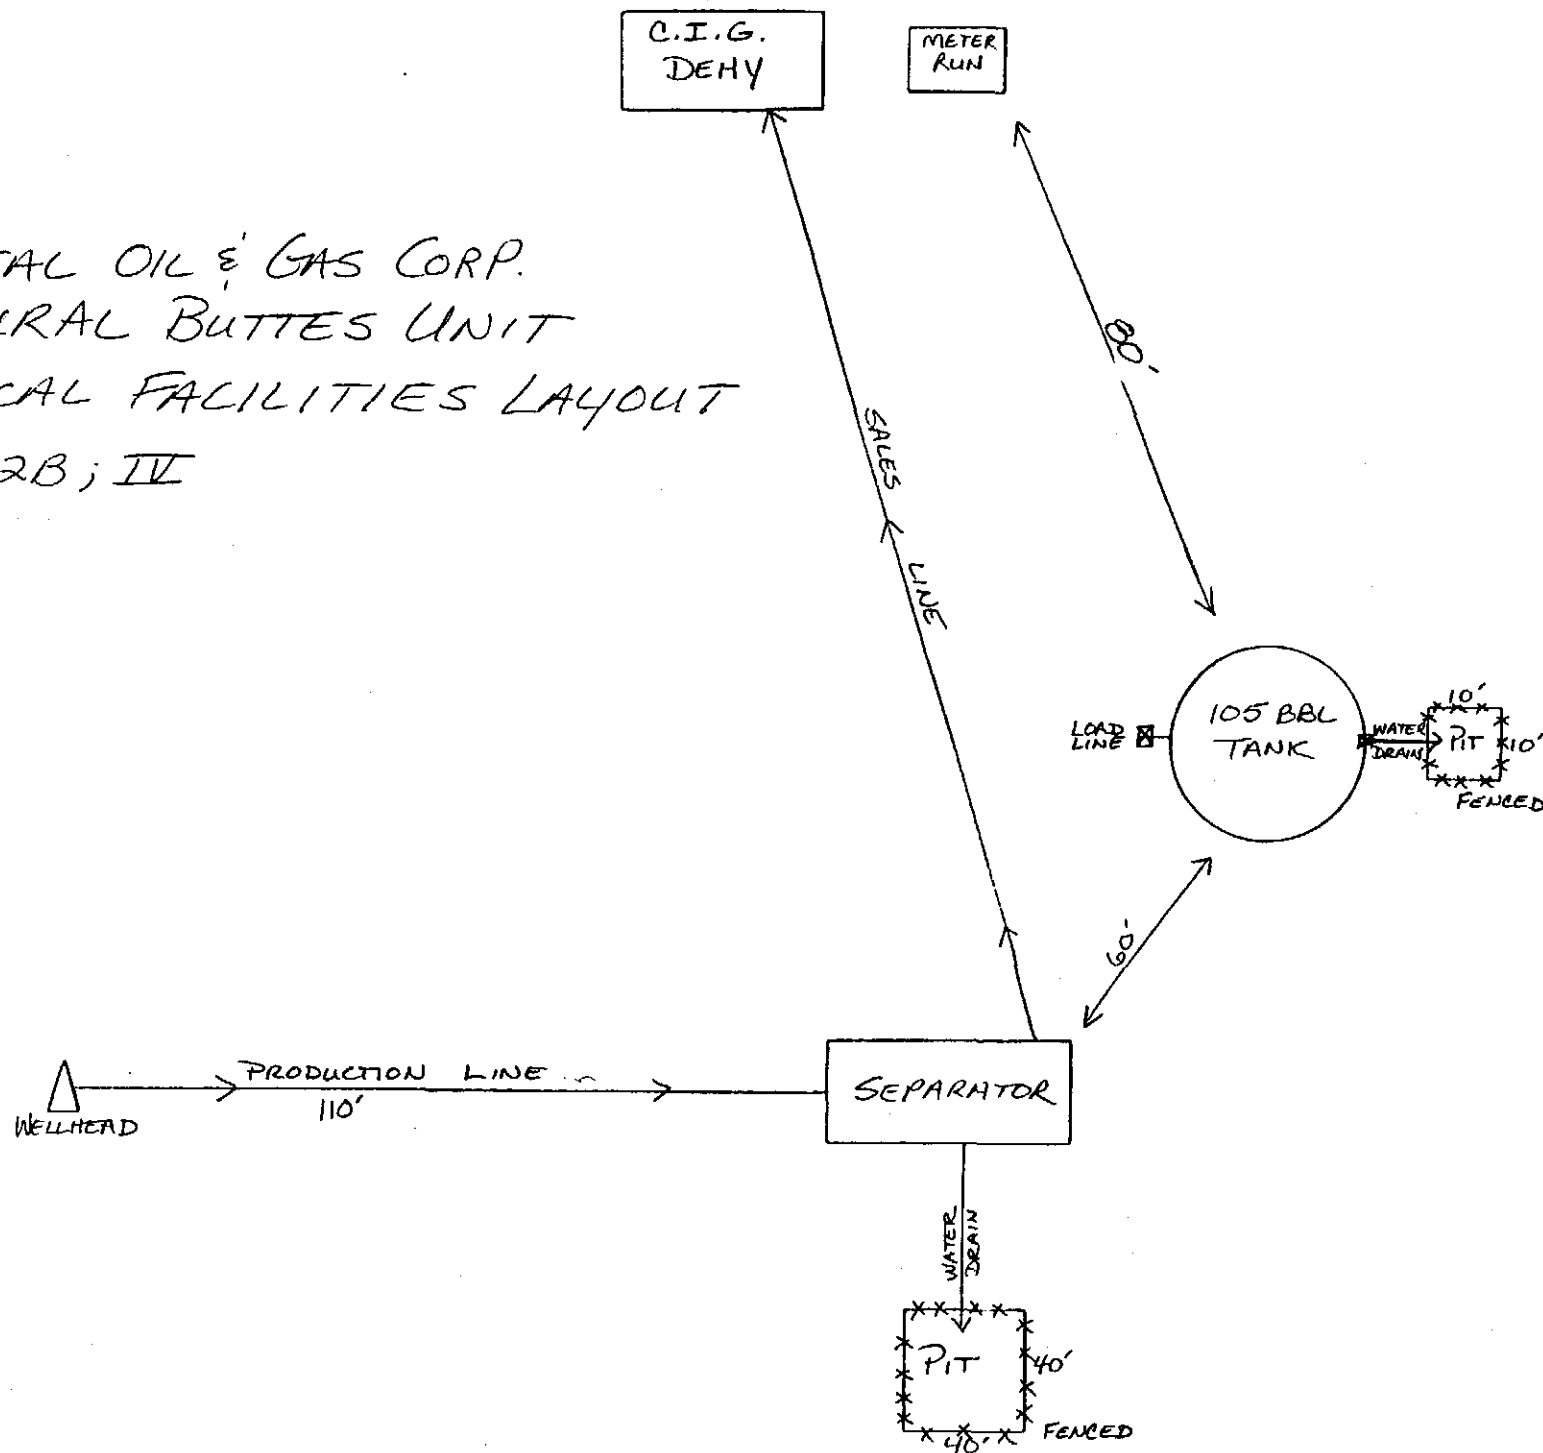 C.I.G.
DEHY
METER
RUN
TAL OIL & GAS CORP.
RAL BUTTES UNIT
CAL FACILITIES LAYOUT
2B; IV
80'
SALES LINE
LOAD
LINE
105 BBL
TANK
WATER
DRAIN
10'
PIT
10'
FENCED
60'
WELLHEAD
PRODUCTION LINE
110'
SEPARATOR
WATER
DRAIN
PIT
40'
40'
FENCED